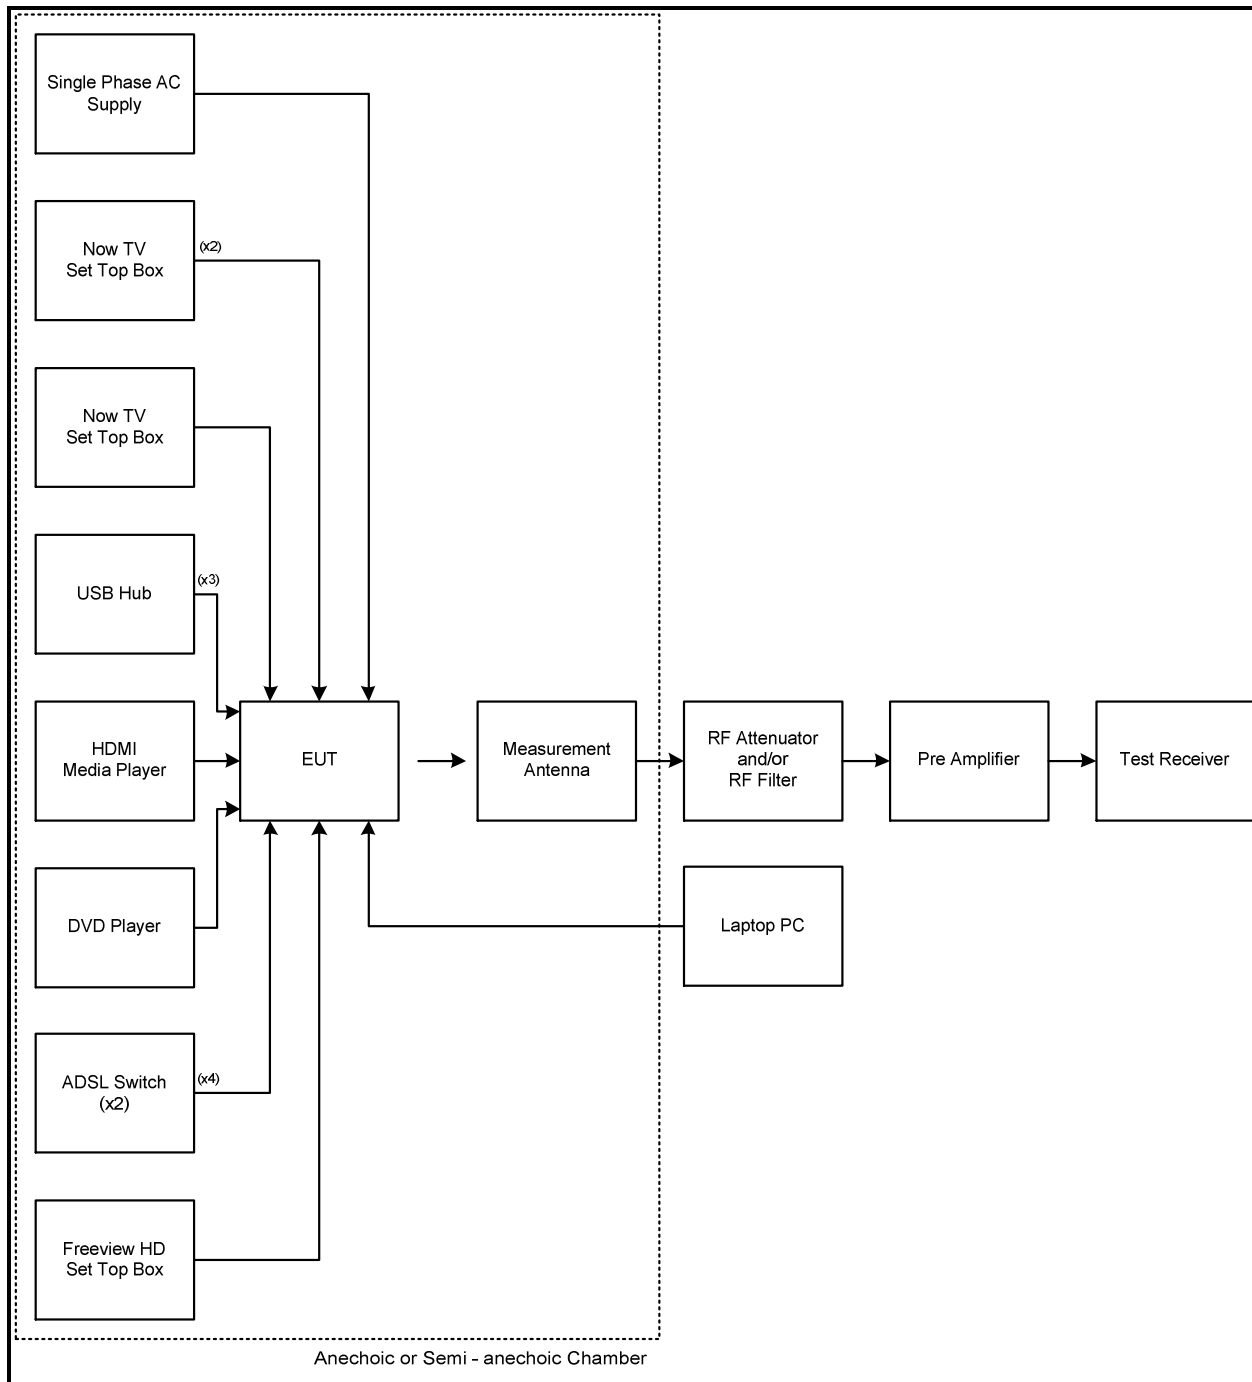 Single Phase AC
Supply
Now TV
Set Top Box
(x2)
Now TV
Set Top Box
USB Hub
(x3)
HDMI
Media Player
EUT
Measurement
Antenna
RF Attenuator
and/or
RF Filter
Pre Amplifier
Test Receiver
DVD Player
Laptop PC
ADSL Switch
(x2)
(x4)
Freeview HD
Set Top Box
Anechoic or Semi - anechoic Chamber